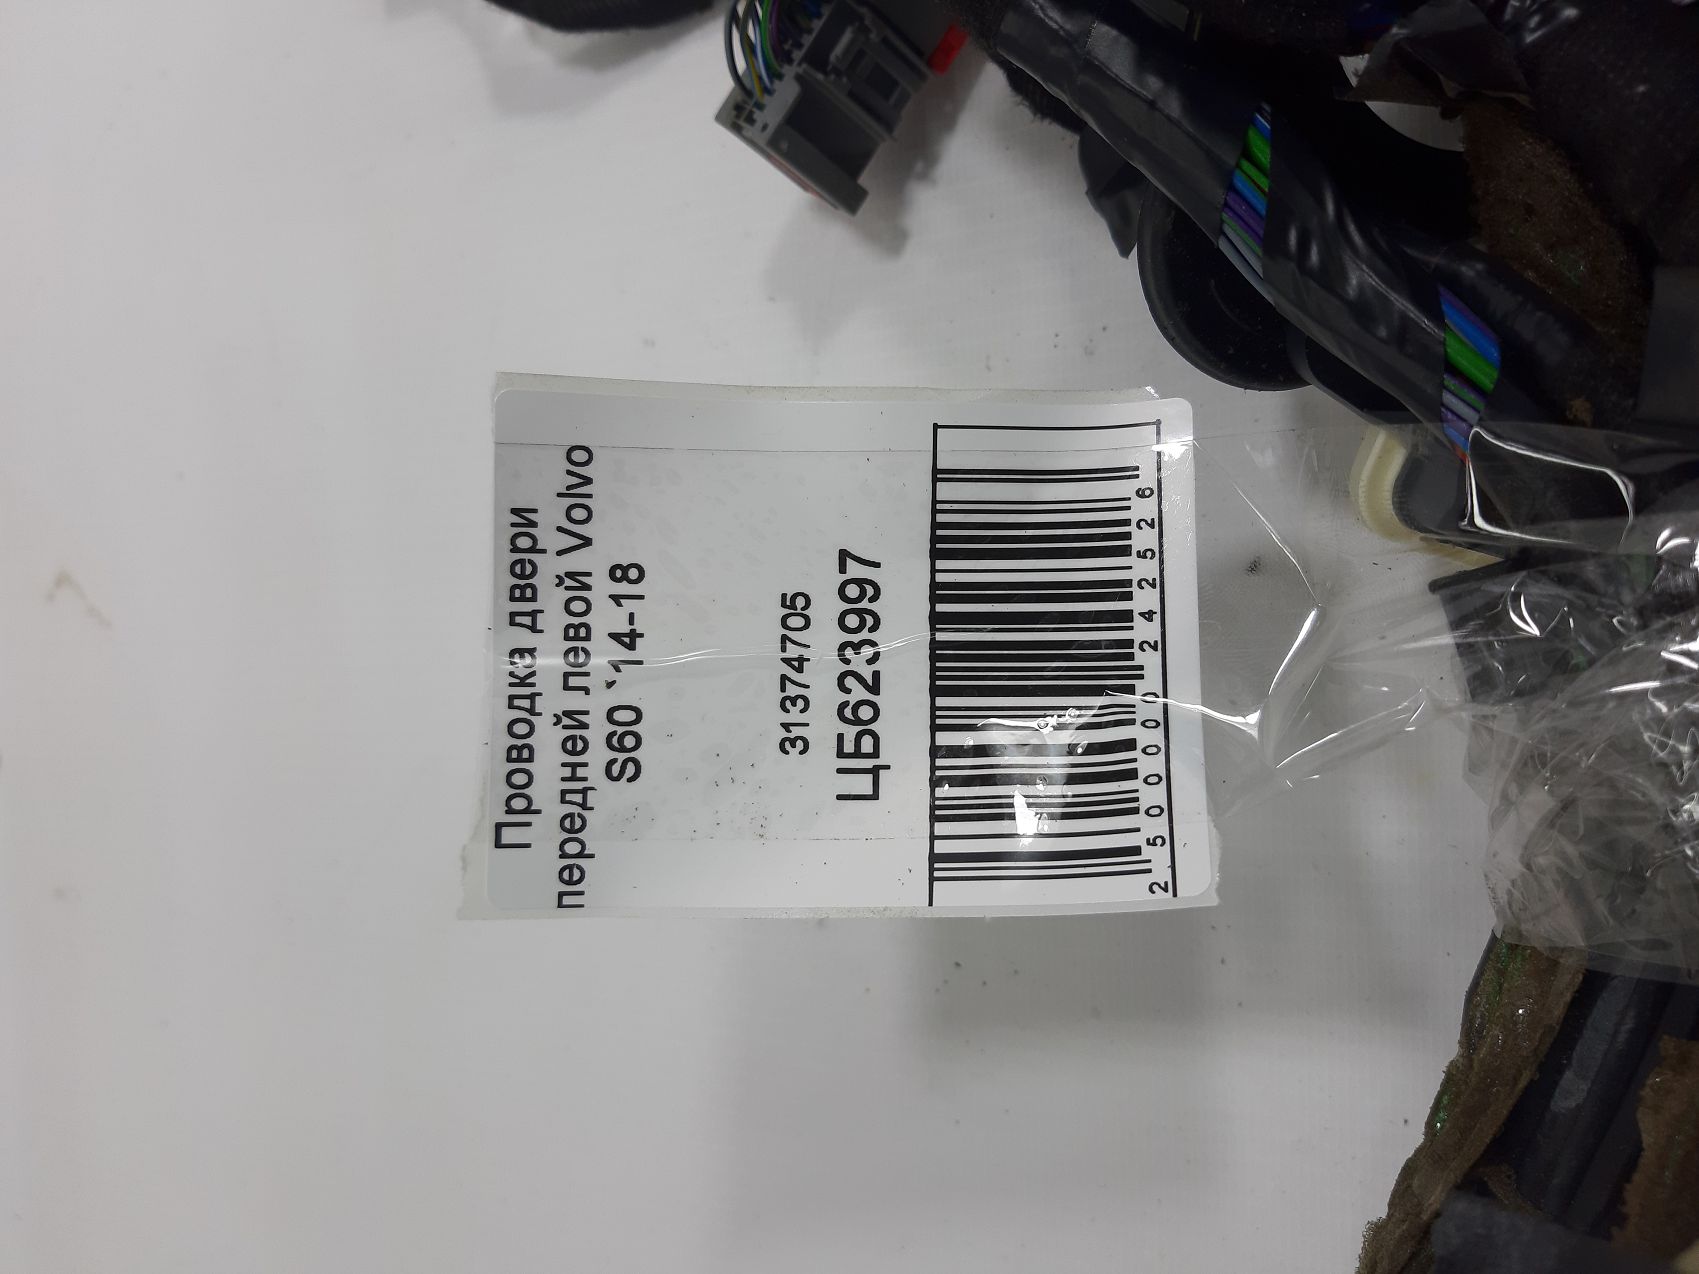 Проводка двери
передней левой Volvo
S60 `14-18
31374705
ЦБ623997
2500000242526